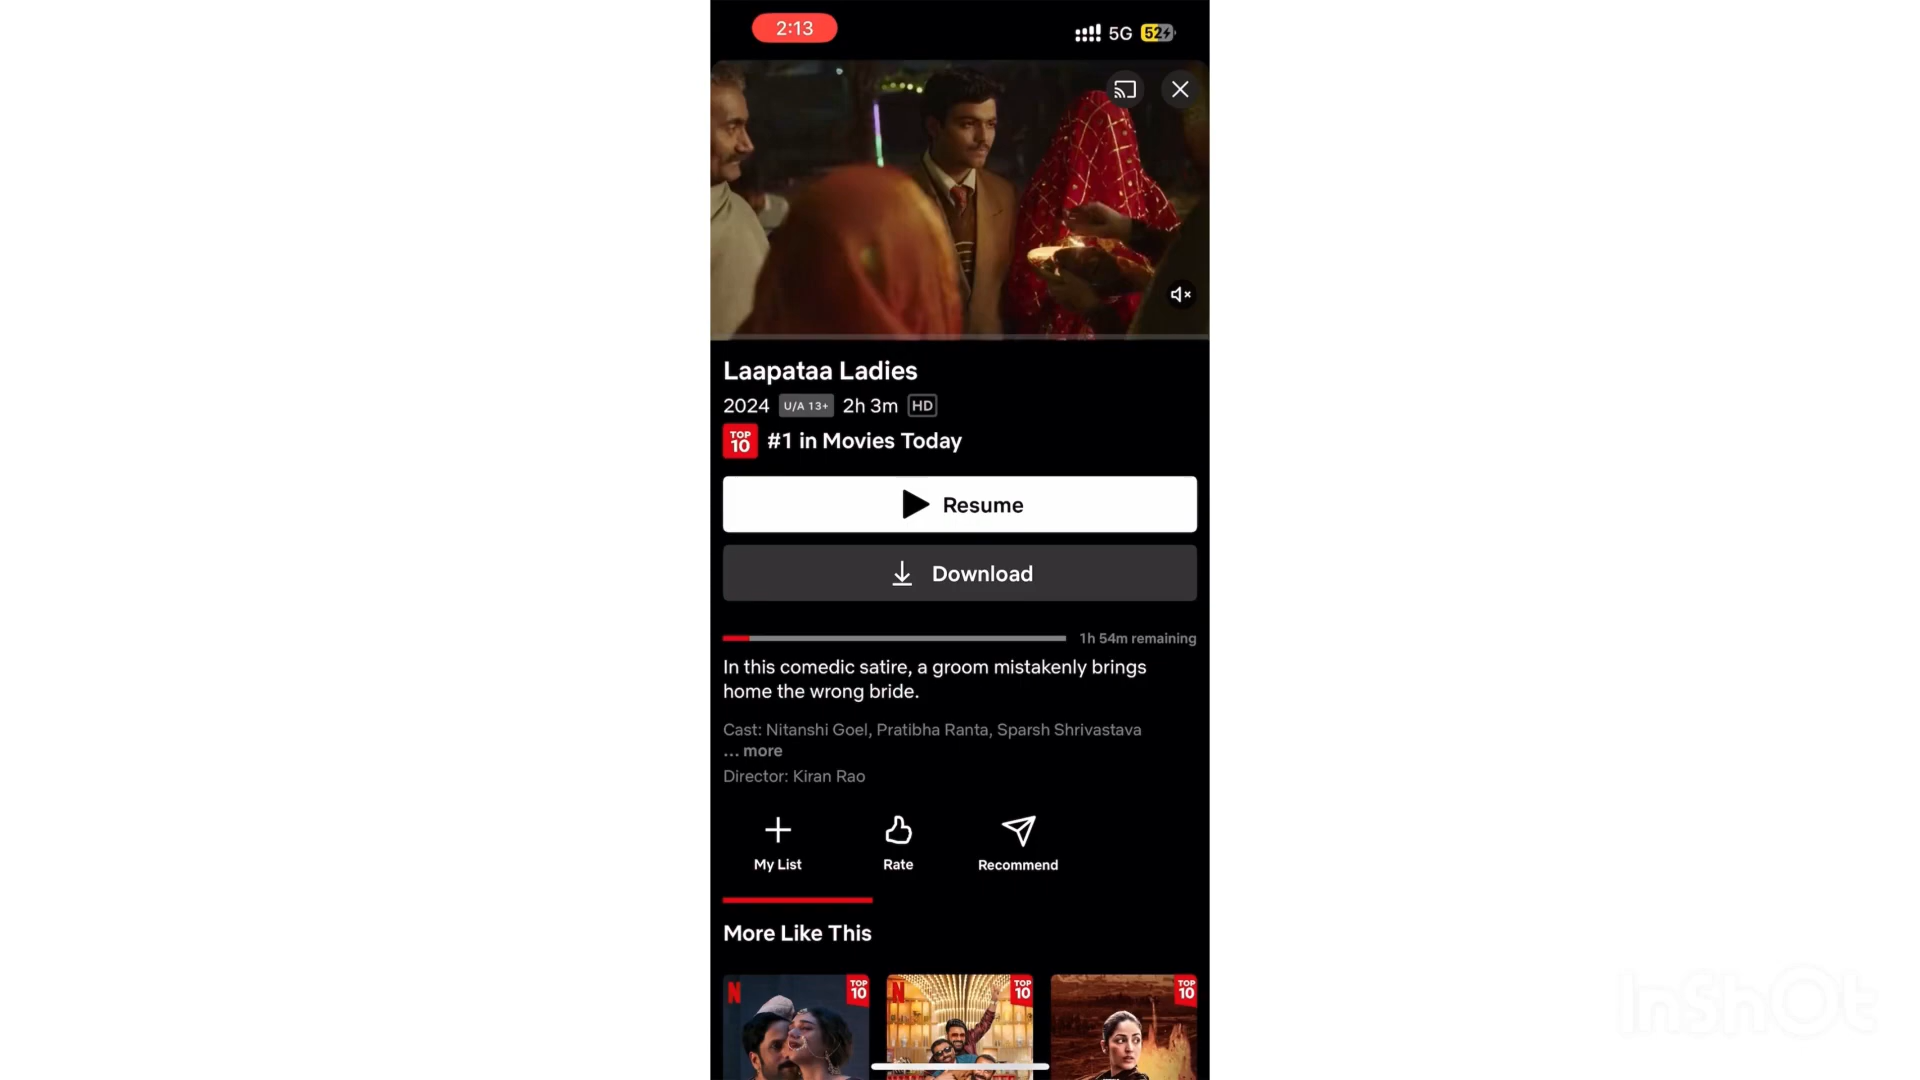 2:13
5G 52
Laapataa Ladies
2024 U/A 13+ 2h 3m HD
TOP 10 #1 in Movies Today
Resume
Download
1h 54m remaining
In this comedic satire, a groom mistakenly brings
home the wrong bride.
Cast: Nitanshi Goel, Pratibha Ranta, Sparsh Shrivastava
... more
Director: Kiran Rao
My List Rate Recommend
More Like This
N TOP 10 N TOP 10 TOP 10
InShOt